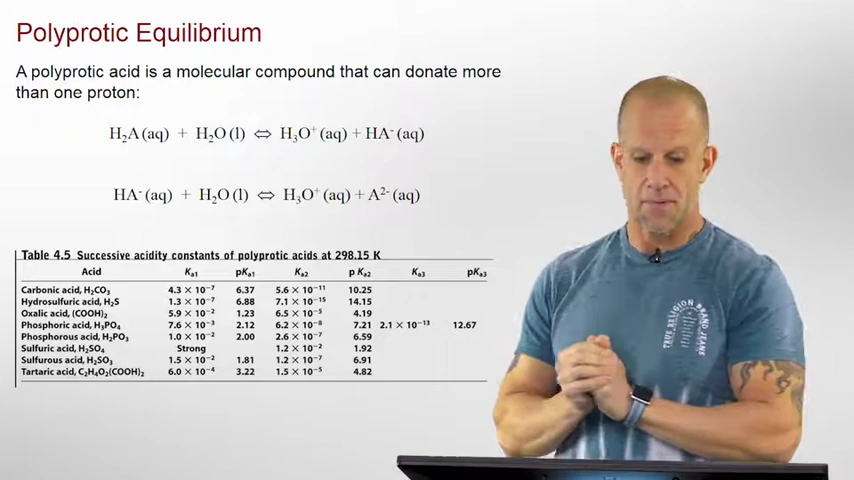 Polyprotic Equilibrium
A polyprotic acid is a molecular compound that can donate more
than one proton:
H₂A(aq) + H₂O(l) ⇔ H₃O⁺(aq) + HA⁻(aq)
HA⁻(aq) + H₂O(l) ⇔ H₃O⁺(aq) + A²⁻(aq)
Table 4.5 Successive acidity constants of polyprotic acids at 298.15 K
Acid Kₐ₁ pKₐ₁ Kₐ₂ pKₐ₂ Kₐ₃ pKₐ₃
Carbonic acid, H₂CO₃ 4.3 × 10⁻⁷ 6.37 5.6 × 10⁻¹¹ 10.25
Hydrosulfuric acid, H₂S 1.3 × 10⁻⁷ 6.88 7.1 × 10⁻¹⁵ 14.15
Oxalic acid, (COOH)₂ 5.9 × 10⁻² 1.23 6.5 × 10⁻⁵ 4.19
Phosphoric acid, H₃PO₄ 7.6 × 10⁻³ 2.12 6.2 × 10⁻⁸ 7.21 2.1 × 10⁻¹³ 12.67
Phosphorous acid, H₂PO₃ 1.0 × 10⁻² 2.00 2.6 × 10⁻⁷ 6.59
Sulfuric acid, H₂SO₄ Strong 1.2 × 10⁻² 1.92
Sulfurous acid, H₂SO₃ 1.5 × 10⁻² 1.81 1.2 × 10⁻⁷ 6.91
Tartaric acid, C₂H₄O₂(COOH)₂ 6.0 × 10⁻⁴ 3.22 1.5 × 10⁻⁵ 4.82
TRUE RELIGION
BRAND JEANS